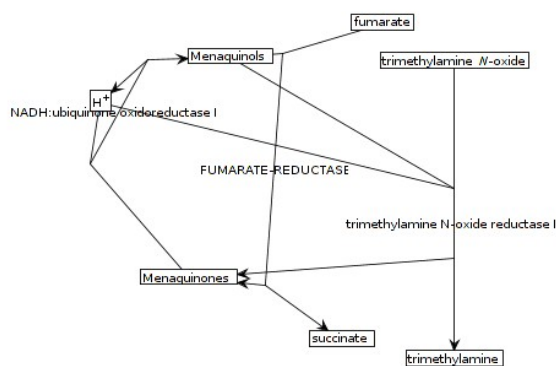 fumarate
Menaquinols
trimethylamine N-oxide
H+
NADH:ubiquinone oxidoreductase I
FUMARATE-REDUCTASE
trimethylamine N-oxide reductase I
Menaquinones
succinate
trimethylamine